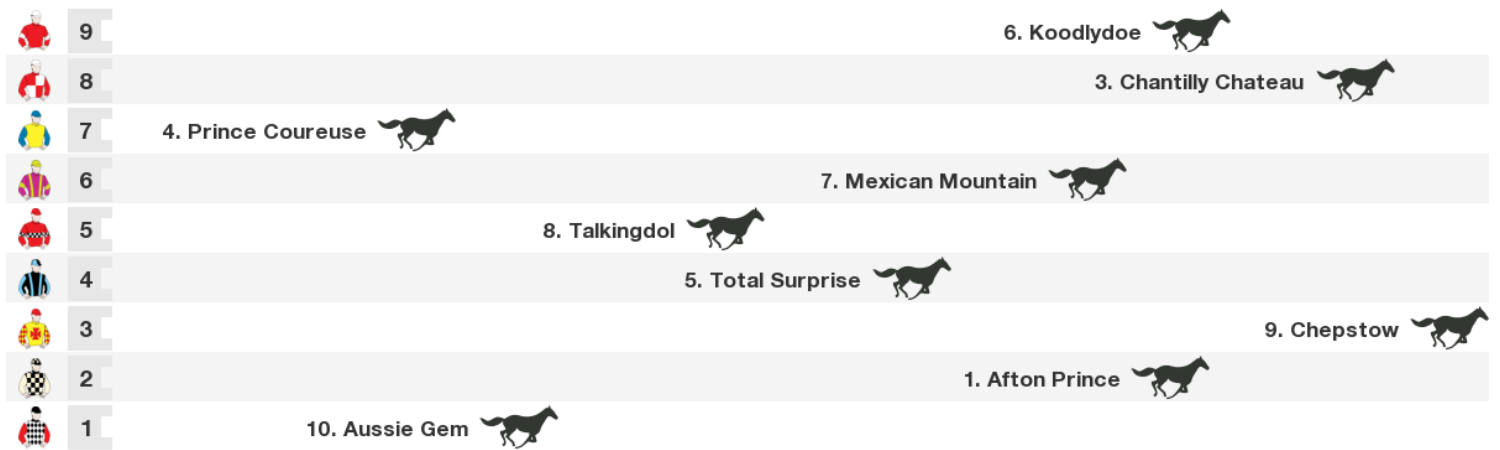 9 6. Koodlydoe
8 3. Chantilly Chateau
7 4. Prince Coureuse
6 7. Mexican Mountain
5 8. Talkingdol
4 5. Total Surprise
3 9. Chepstow
2 1. Afton Prince
1 10. Aussie Gem